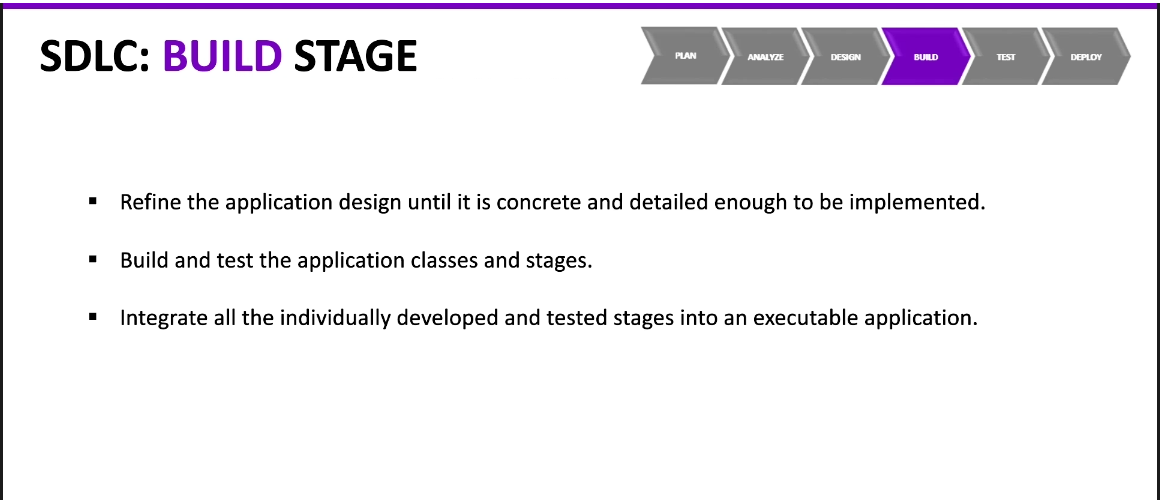 SDLC: BUILD STAGE
PLAN
ANALYZE
DESIGN
BUILD
TEST
DEPLOY
▪ Refine the application design until it is concrete and detailed enough to be implemented.
▪ Build and test the application classes and stages.
▪ Integrate all the individually developed and tested stages into an executable application.